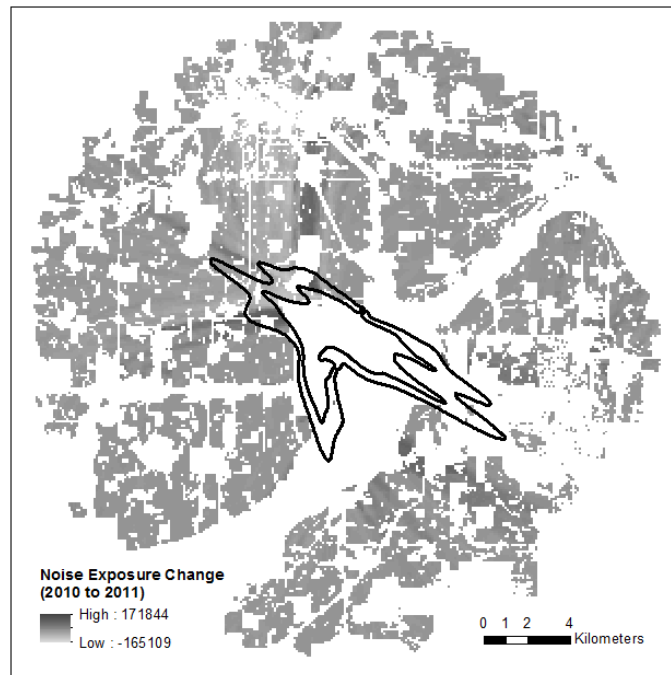 Noise Exposure Change
(2010 to 2011)
High : 171844
Low : -165109
0 1 2 4
Kilometers